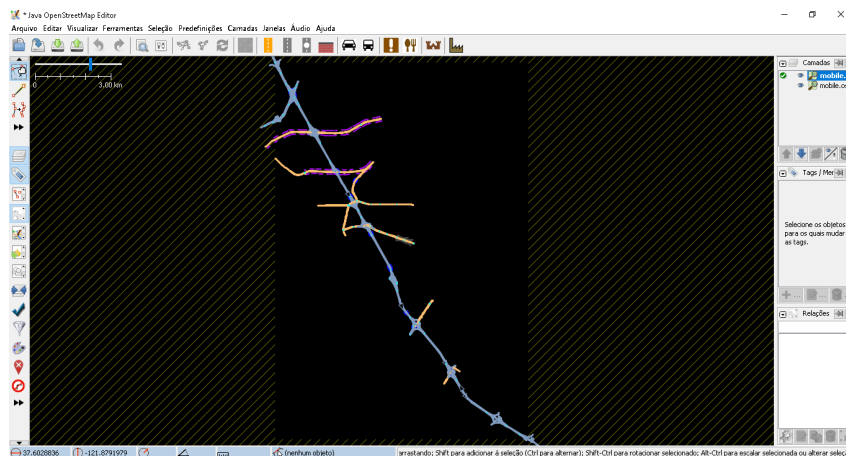 * Java OpenStreetMap Editor
Arquivo Editar Visualizar Ferramentas Seleção Predefinições Camadas Janelas Áudio Ajuda
0 3.00 km
Camadas
mobile.
mobile.os
Tags / Mer
Selecione os objetos
para os quais mudar
as tags.
Relações
37.6028836 -121.8791979 (nenhum objeto) arrastando; Shift para adicionar à seleção (Ctrl para alternar); Shift-Ctrl para rotacionar selecionado; Alt-Ctrl para escalar selecionada ou alterar seleç